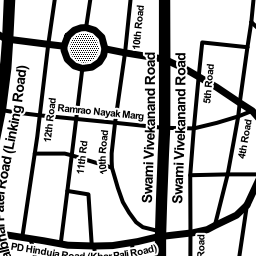 10th Road
5th Road
Ramrao Nayak Marg
12th Road
Swami Vivekanand Road
Swami Vivekanand Road
11th Rd
10th Road
4th Road
Patel Road (Linking Road)
PD Hinduja Road (Khar Pali Road)
Road